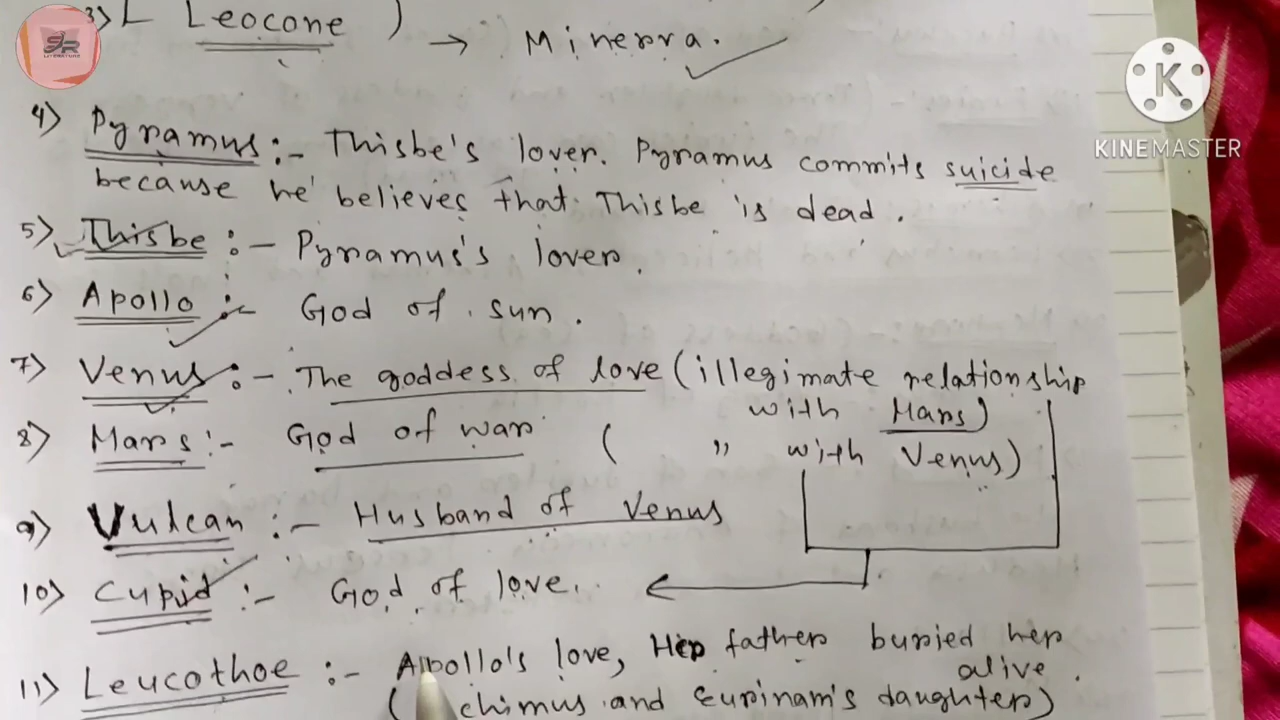 SR
LITERATURE
3) Leocone ) → Minerva.
K
KINEMASTER
4) Pyramus :- Thisbe's lover. Pyramus commits suicide
because he believes that Thisbe is dead.
5) Thisbe :- Pyramus's lover.
6) Apollo :- God of sun.
7) Venus :- The goddess of love (illegimate relationship
with Mars)
8) Mars :- God of war ( " with Venus)
9) Vulcan :- Husband of Venus
10) Cupid :- God of love. ←
11) Leucothoe :- Apollo's love, Her father buried her
alive.
( chimus and Eurinam's daughter)